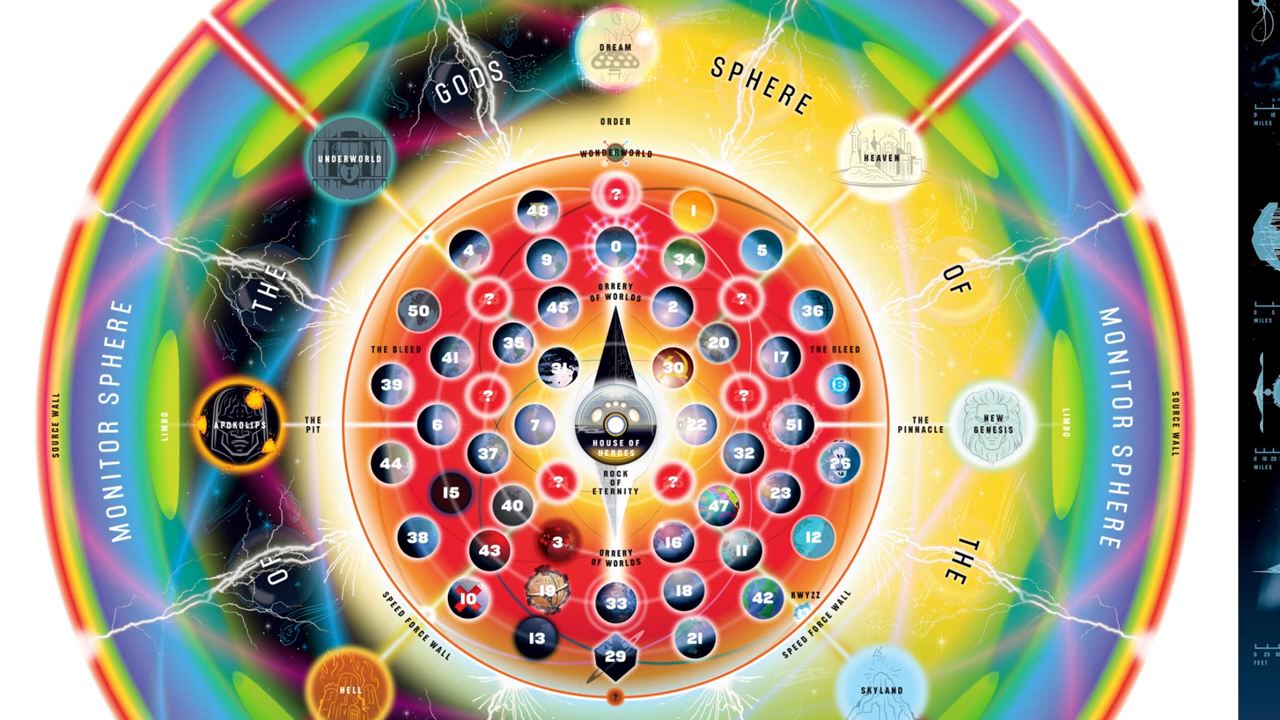 DREAM
GODS
SPHERE
ORDER
WONDERWORLD
UNDERWORLD
HEAVEN
?
48
1
4
9
0
34
5
ORRERY
OF WORLDS
?
?
50
45
2
36
35
20
THE BLEED
41
17
THE BLEED
31
30
39
?
?
THE
OF
MONITOR SPHERE
MONITOR SPHERE
SOURCE WALL
LIMBO
APOKOLIPS
THE
PIT
6
7
HOUSE OF
HEROES
22
51
THE
PINNACLE
NEW
GENESIS
LIMBO
SOURCE WALL
44
37
32
26
ROCK
OF
ETERNITY
?
?
15
23
40
47
38
43
3
16
11
12
ORRERY
OF WORLDS
OF
THE
10
19
33
18
42
KWYZZ
SPEED FORCE WALL
SPEED FORCE WALL
13
21
29
HELL
?
SKYLAND
MILES
MILES
MILES
FEET